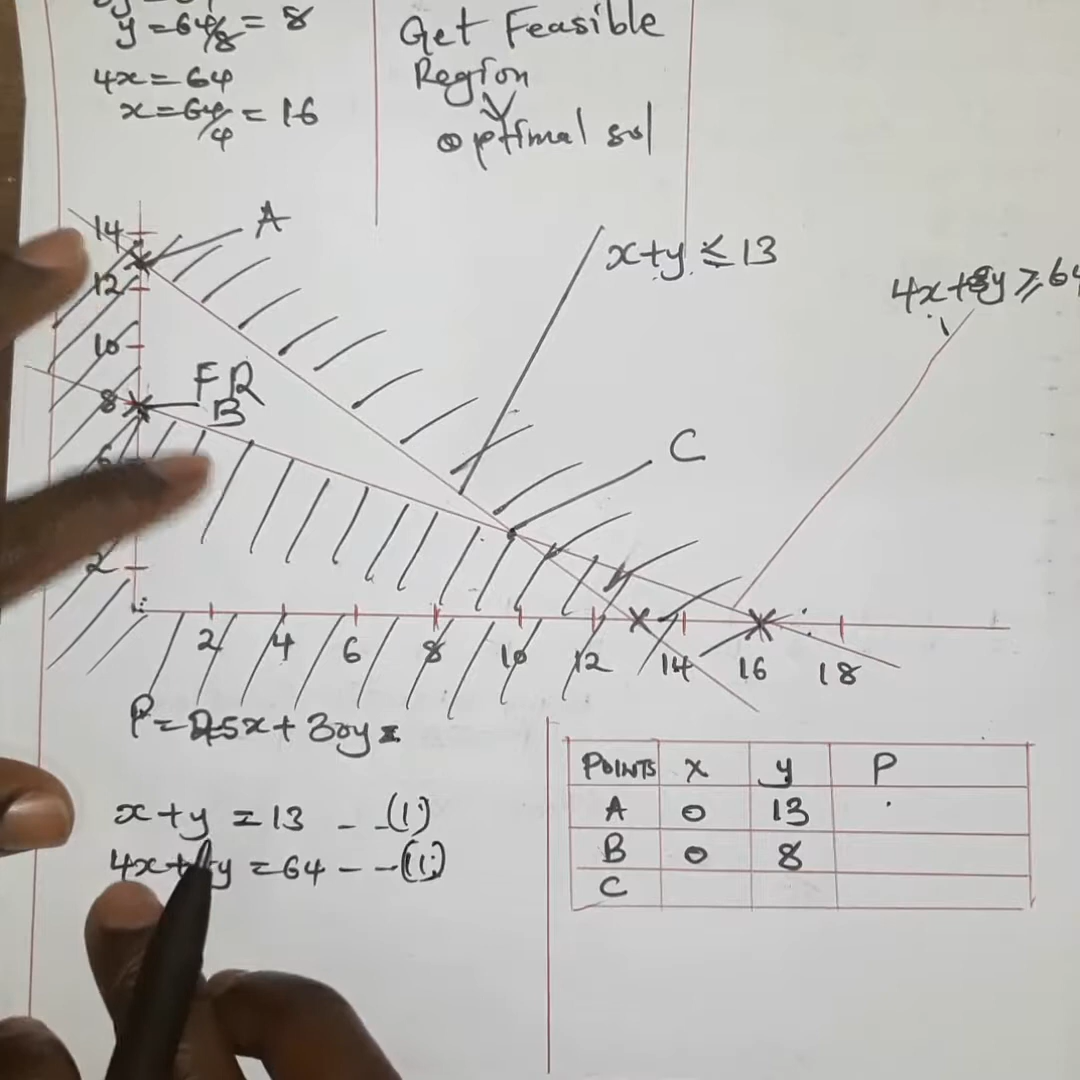 y = 64/8 = 8
4x = 64
x = 64/4 = 16
Get Feasible
Region
optimal sol
A
14
12
10
8
2
FR
B
C
x+y ≤ 13
4x+8y ≥ 64
2 4 6 8 10 12 14 16 18
P = 25x + 30y =
x+y = 13 - - (1)
4x+ y = 64 - - (ii)
POINTS x y P
A 0 13
B 0 8
C